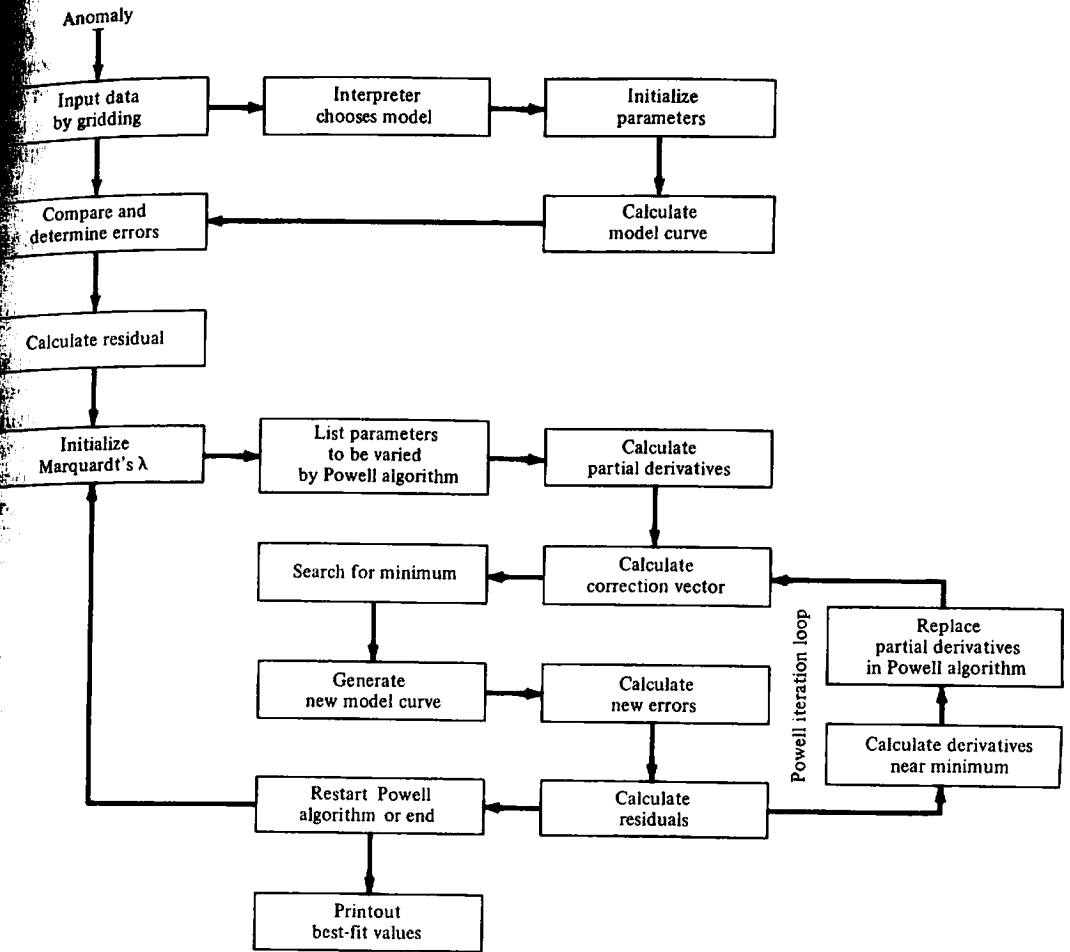 Anomaly
Input data
by gridding
Interpreter
chooses model
Initialize
parameters
Compare and
determine errors
Calculate
model curve
Calculate residual
Initialize
Marquardt's λ
List parameters
to be varied
by Powell algorithm
Calculate
partial derivatives
Search for minimum
Calculate
correction vector
Replace
partial derivatives
in Powell algorithm
Powell iteration loop
Generate
new model curve
Calculate
new errors
Calculate derivatives
near minimum
Restart Powell
algorithm or end
Calculate
residuals
Printout
best-fit values